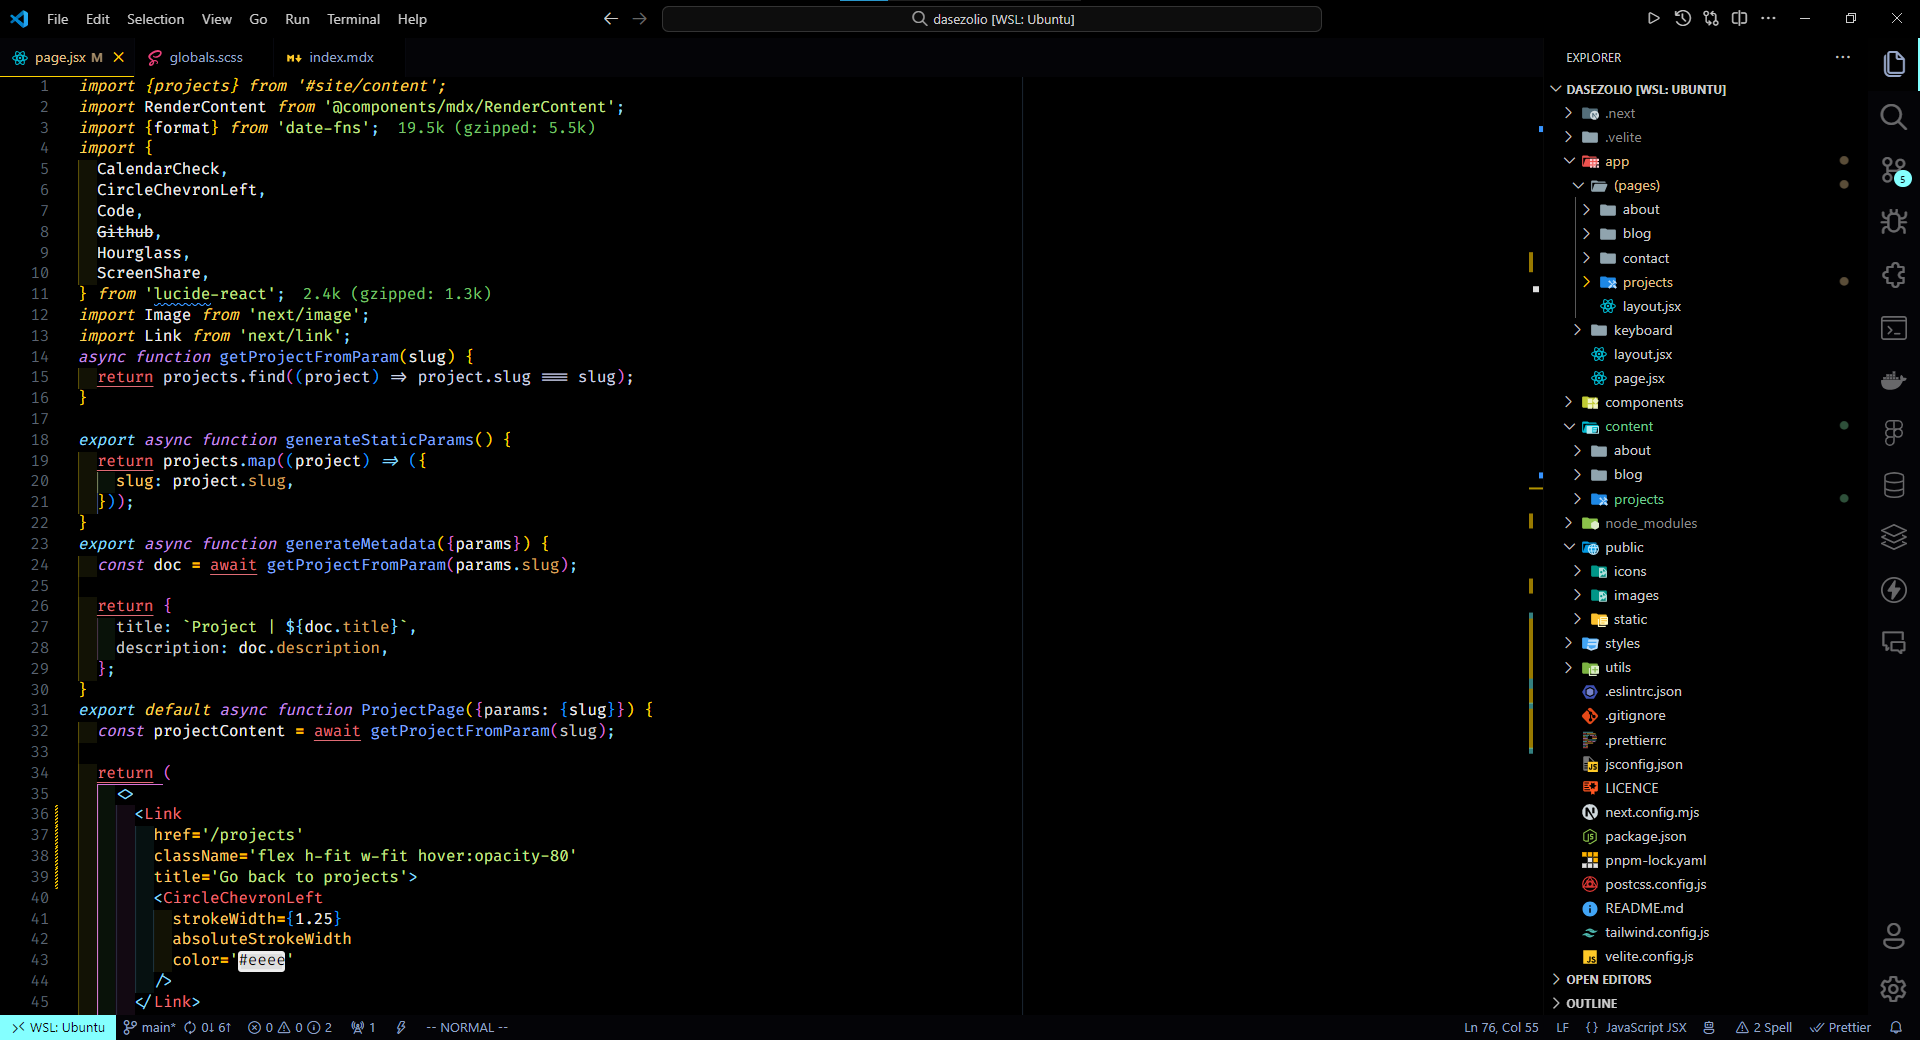 File Edit Selection View Go Run Terminal Help
dasezolio [WSL: Ubuntu]
page.jsx M
globals.scss
index.mdx
1 import {projects} from '#site/content';
2 import RenderContent from '@components/mdx/RenderContent';
3 import {format} from 'date-fns'; 19.5k (gzipped: 5.5k)
4 import {
5 CalendarCheck,
6 CircleChevronLeft,
7 Code,
8 Github,
9 Hourglass,
10 ScreenShare,
11 } from 'lucide-react'; 2.4k (gzipped: 1.3k)
12 import Image from 'next/image';
13 import Link from 'next/link';
14 async function getProjectFromParam(slug) {
15 return projects.find((project) => project.slug === slug);
16 }
17
18 export async function generateStaticParams() {
19 return projects.map((project) => ({
20 slug: project.slug,
21 }));
22 }
23 export async function generateMetadata({params}) {
24 const doc = await getProjectFromParam(params.slug);
25
26 return {
27 title: `Project | ${doc.title}`,
28 description: doc.description,
29 };
30 }
31 export default async function ProjectPage({params: {slug}}) {
32 const projectContent = await getProjectFromParam(slug);
33
34 return (
35 <>
36 <Link
37 href='/projects'
38 className='flex h-fit w-fit hover:opacity-80'
39 title='Go back to projects'>
40 <CircleChevronLeft
41 strokeWidth={1.25}
42 absoluteStrokeWidth
43 color='#eeee'
44 />
45 </Link>
EXPLORER
DASEZOLIO [WSL: UBUNTU]
.next
.velite
app
(pages)
about
blog
contact
projects
layout.jsx
keyboard
layout.jsx
page.jsx
components
content
about
blog
projects
node_modules
public
icons
images
static
styles
utils
.eslintrc.json
.gitignore
.prettierrc
jsconfig.json
LICENCE
next.config.mjs
package.json
pnpm-lock.yaml
postcss.config.js
README.md
tailwind.config.js
velite.config.js
OPEN EDITORS
OUTLINE
5
WSL: Ubuntu main* 0↓ 6↑ 0 0 2 1 -- NORMAL --
Ln 76, Col 55 LF {} JavaScript JSX 2 Spell Prettier